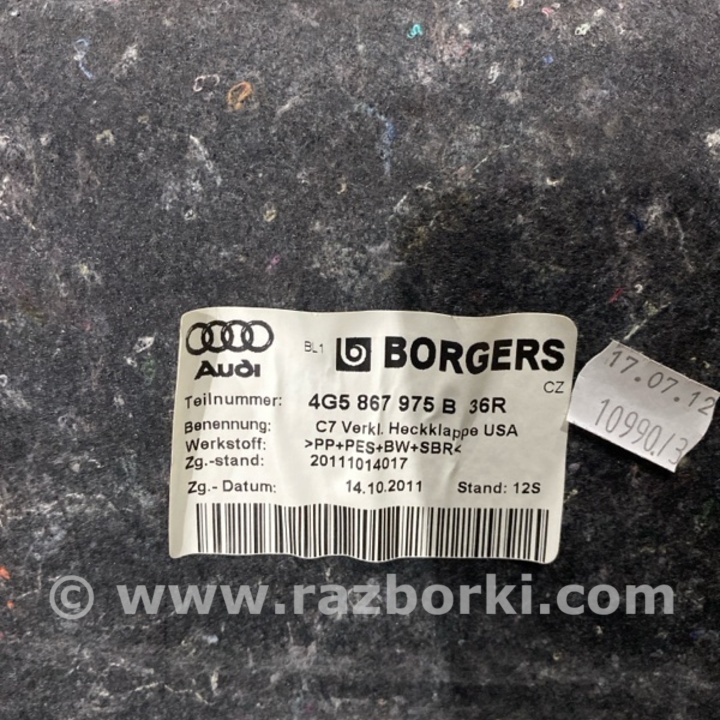 Audi
BL1 BORGERS
CZ
Teilnummer: 4G5 867 975 B 36R
Benennung: C7 Verkl. Heckklappe USA
Werkstoff: >PP+PES+BW+SBR<
Zg.-stand: 20111014017
Zg.- Datum: 14.10.2011 Stand: 12S
17.07.12
10990/3
© www.razborki.com